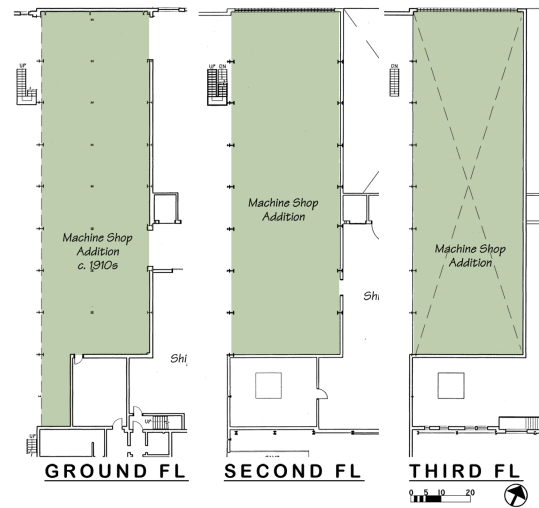 UP
Machine Shop
Addition
c. 1910s
Shi
UP
UP
GROUND FL
UP DN
Machine Shop
Addition
Shi
SECOND FL
DN
Machine Shop
Addition
THIRD FL
0 5 10 20